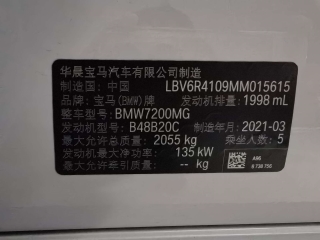 华晨宝马汽车有限公司制造
制造国: 中国 LBV6R4109MM015615
品牌: 宝马(BMW)牌 发动机排量: 1998 mL
整车型号: BMW7200MG
发动机型号: B48B20C 制造年月: 2021-03
最大允许总质量: 2055 kg 乘坐人数: 5
发动机最大净功率: 135 kW
最大允许牵引质量: -- kg